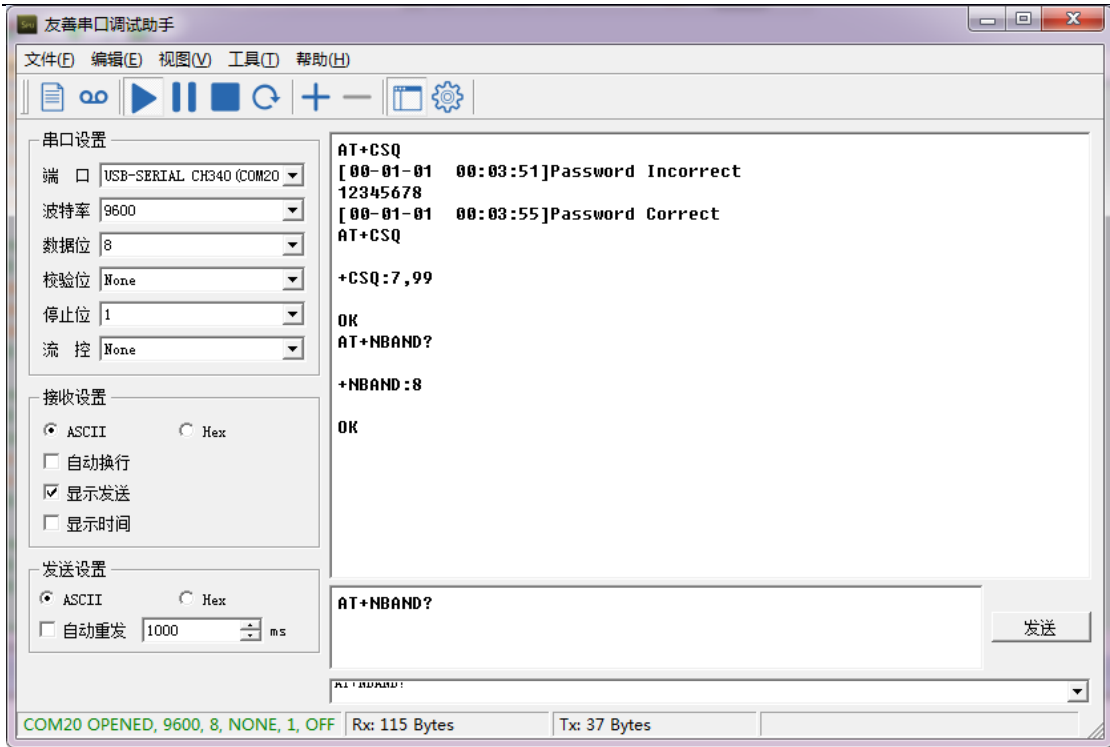 友善串口调试助手
文件(F) 编辑(E) 视图(V) 工具(T) 帮助(H)
串口设置
端 口 USB-SERIAL CH340 (COM20
波特率 9600
数据位 8
校验位 None
停止位 1
流 控 None
接收设置
ASCII Hex
自动换行
显示发送
显示时间
发送设置
ASCII Hex
自动重发 1000 ms
AT+CSQ
[00-01-01 00:03:51]Password Incorrect
12345678
[00-01-01 00:03:55]Password Correct
AT+CSQ
+CSQ:7,99
OK
AT+NBAND?
+NBAND:8
OK
AT+NBAND?
发送
AT+NBAND?
COM20 OPENED, 9600, 8, NONE, 1, OFF Rx: 115 Bytes Tx: 37 Bytes